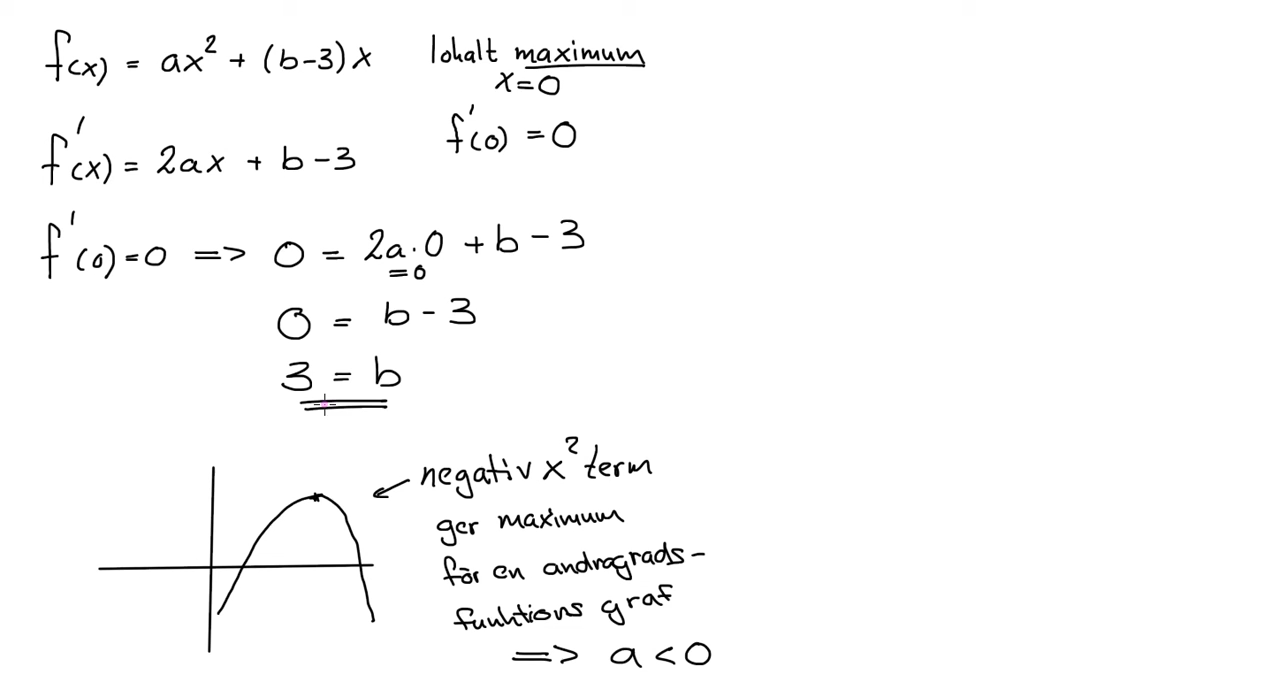 f(x) = ax² + (b-3)x
lokalt maximum
x=0
f'(0) = 0
f'(x) = 2ax + b-3
f'(0)=0 => 0 = 2a·0 + b-3
=0
0 = b-3
3 = b
negativ x² term
ger maximum
för en andragrads-
funktions graf
=> a<0